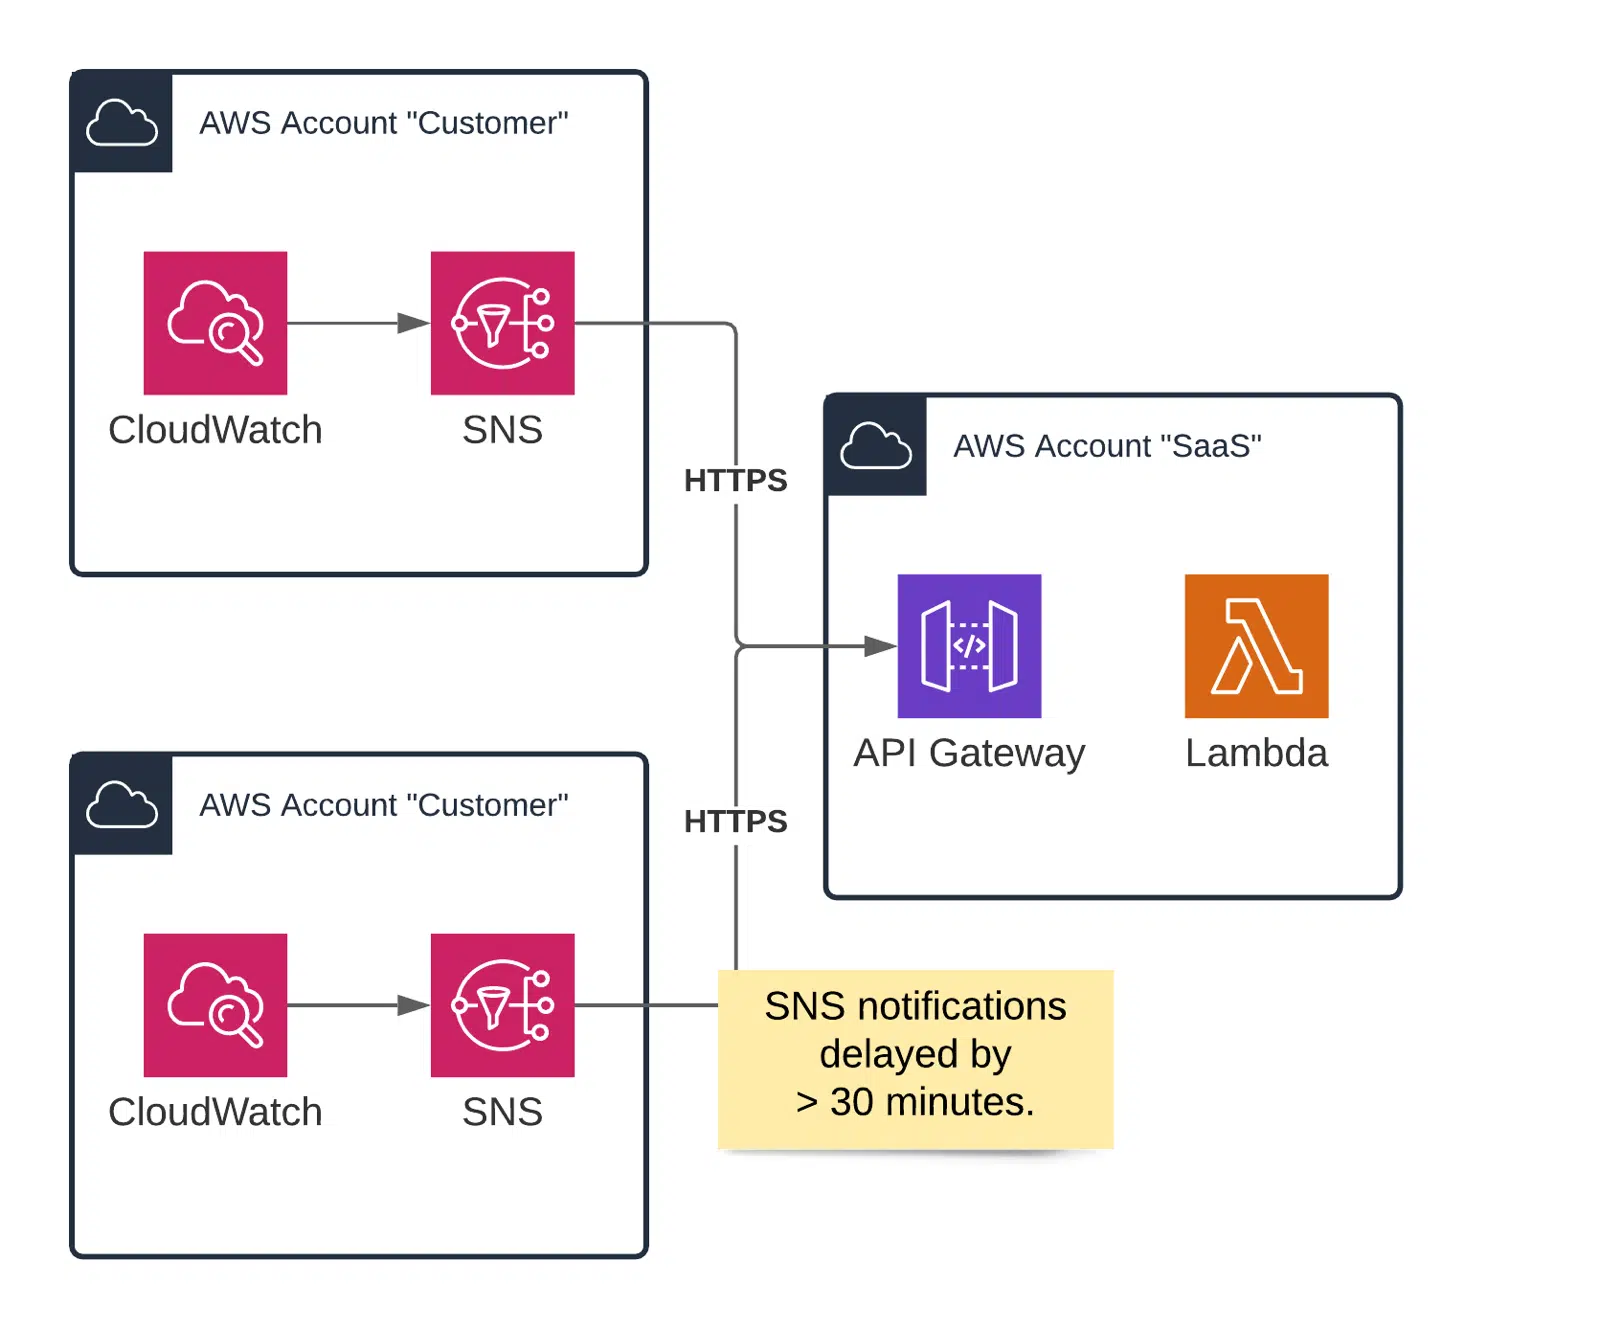 AWS Account "Customer"
CloudWatch
SNS
HTTPS
AWS Account "SaaS"
API Gateway
Lambda
AWS Account "Customer"
HTTPS
CloudWatch
SNS
SNS notifications
delayed by
> 30 minutes.